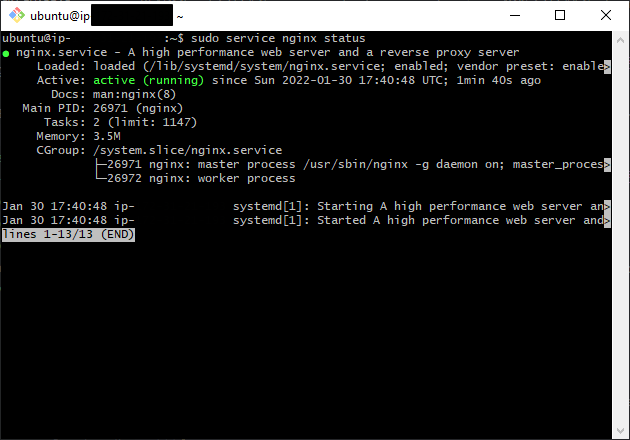 ubuntu@ip- ~
ubuntu@ip- :~$ sudo service nginx status
● nginx.service - A high performance web server and a reverse proxy server
Loaded: loaded (/lib/systemd/system/nginx.service; enabled; vendor preset: enable>
Active: active (running) since Sun 2022-01-30 17:40:48 UTC; 1min 40s ago
Docs: man:nginx(8)
Main PID: 26971 (nginx)
Tasks: 2 (limit: 1147)
Memory: 3.5M
CGroup: /system.slice/nginx.service
├─26971 nginx: master process /usr/sbin/nginx -g daemon on; master_proces>
└─26972 nginx: worker process
Jan 30 17:40:48 ip- systemd[1]: Starting A high performance web server an>
Jan 30 17:40:48 ip- systemd[1]: Started A high performance web server and>
lines 1-13/13 (END)